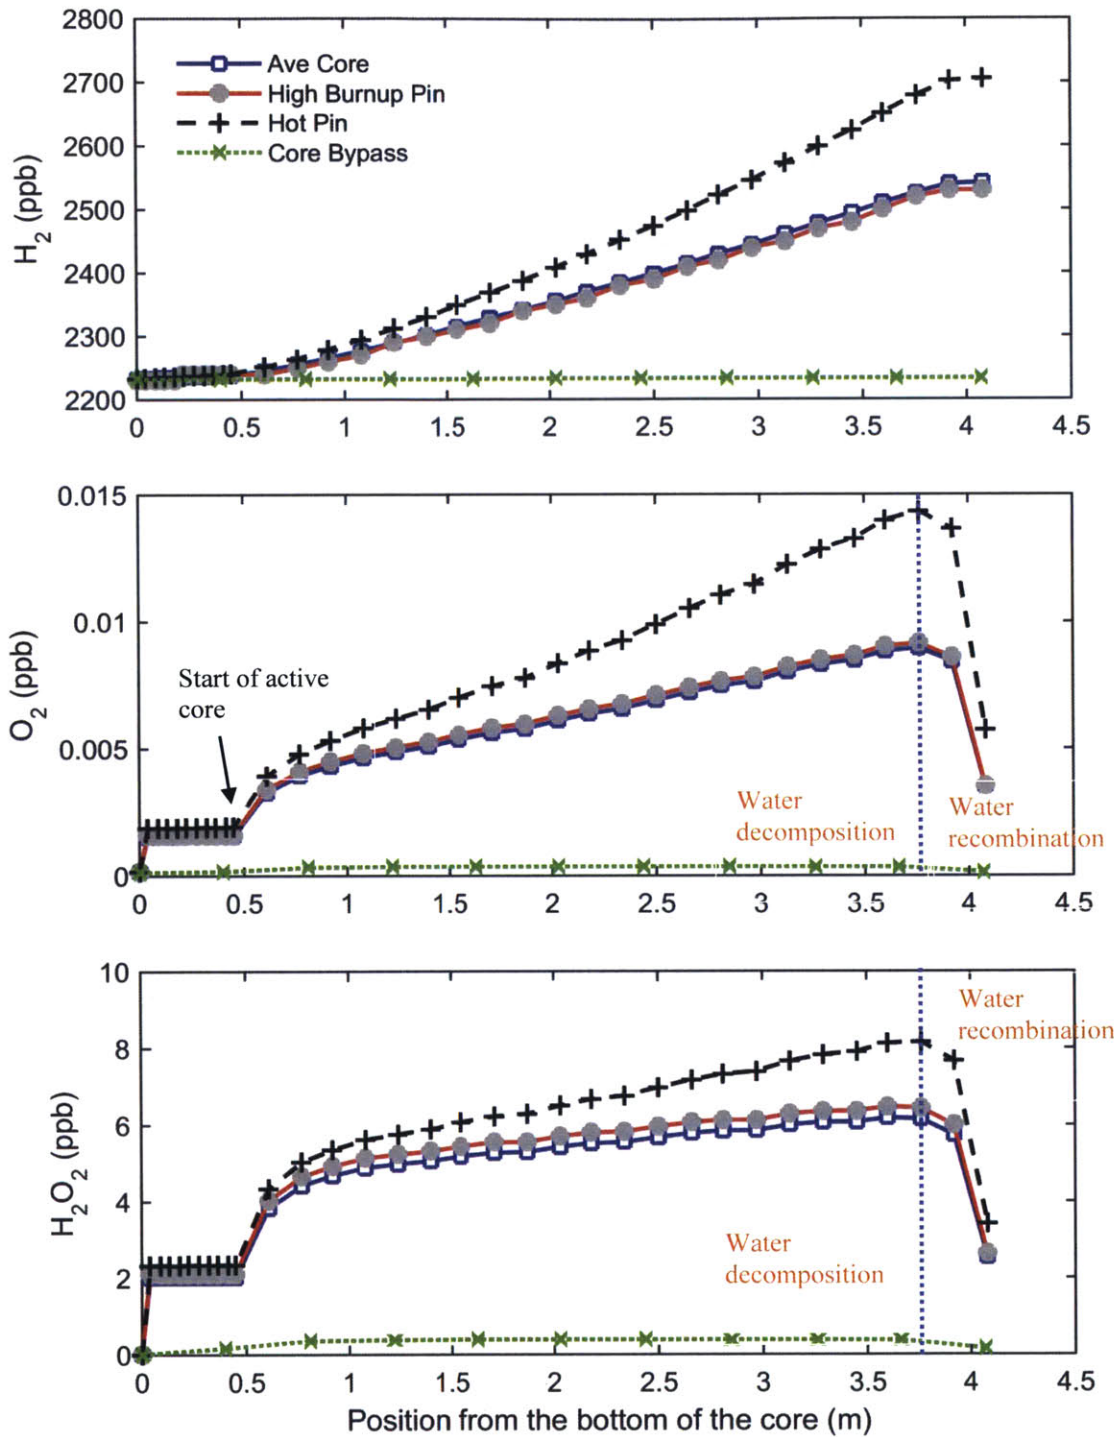 2800
2700
2600
2500
2400
2300
2200
H2 (ppb)
Ave Core
High Burnup Pin
Hot Pin
Core Bypass
0 0.5 1 1.5 2 2.5 3 3.5 4 4.5
0.015
0.01
0.005
0
O2 (ppb)
Start of active
core
Water
decomposition
Water
recombination
0 0.5 1 1.5 2 2.5 3 3.5 4 4.5
10
8
6
4
2
0
H2O2 (ppb)
Water
recombination
Water
decomposition
0 0.5 1 1.5 2 2.5 3 3.5 4 4.5
Position from the bottom of the core (m)